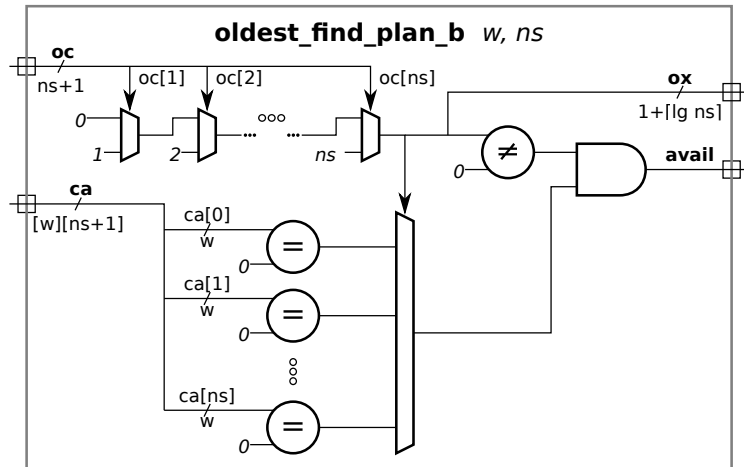 oldest_find_plan_b w, ns
oc
ns+1
oc[1]
oc[2]
oc[ns]
0
1
2
ns
ox
1+⌈lg ns⌉
≠
0
avail
ca
[w][ns+1]
ca[0]
w
=
0
ca[1]
w
=
0
ca[ns]
w
=
0